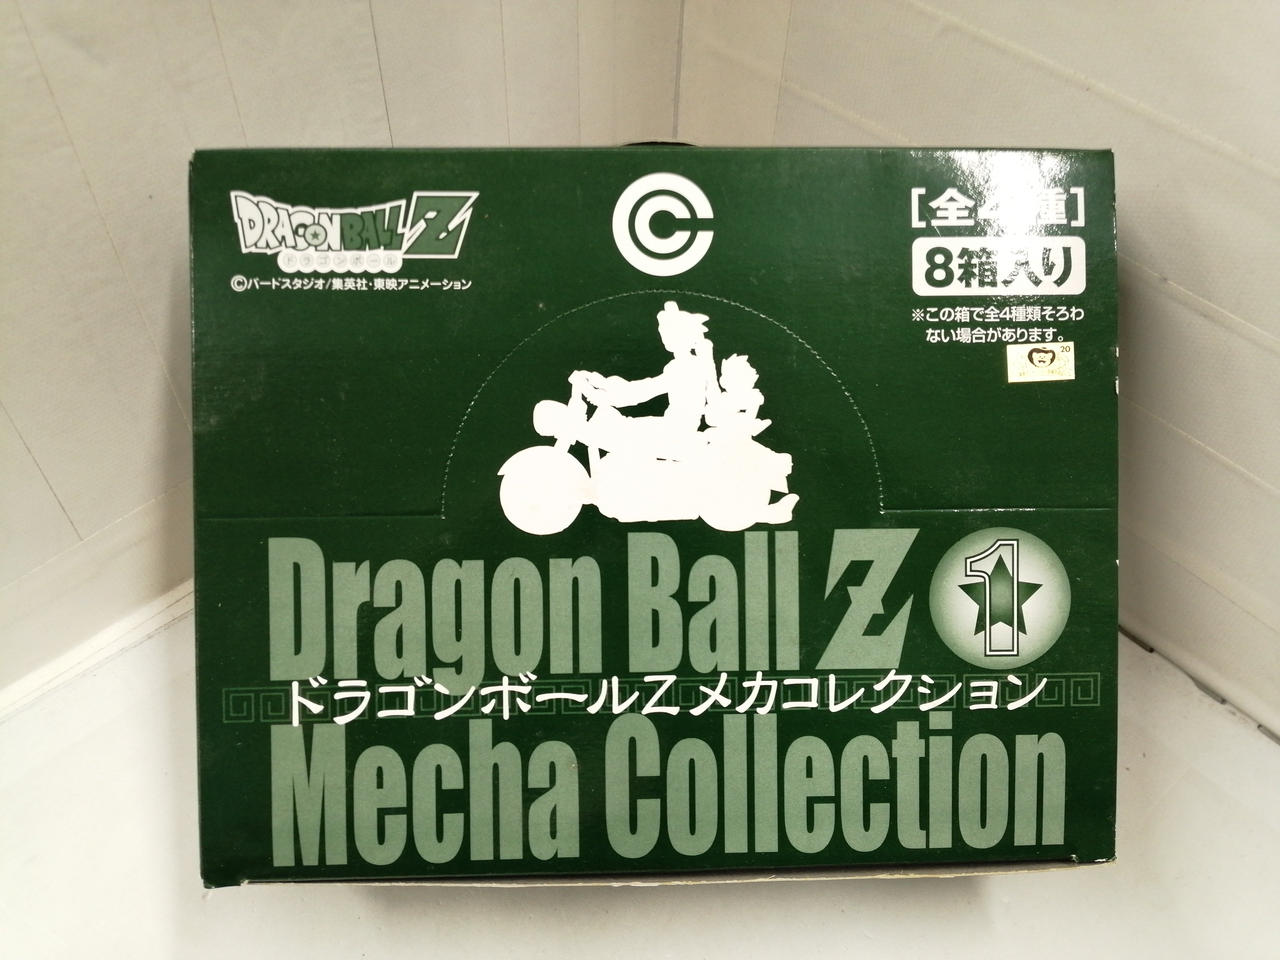 DRAGON BALL Z
ドラゴンボール
©バードスタジオ/集英社・東映アニメーション
[全4種]
8箱入り
※この箱で全4種類そろわ
ない場合があります。
20
Dragon Ball Z 1
ドラゴンボールZメカコレクション
Mecha Collection